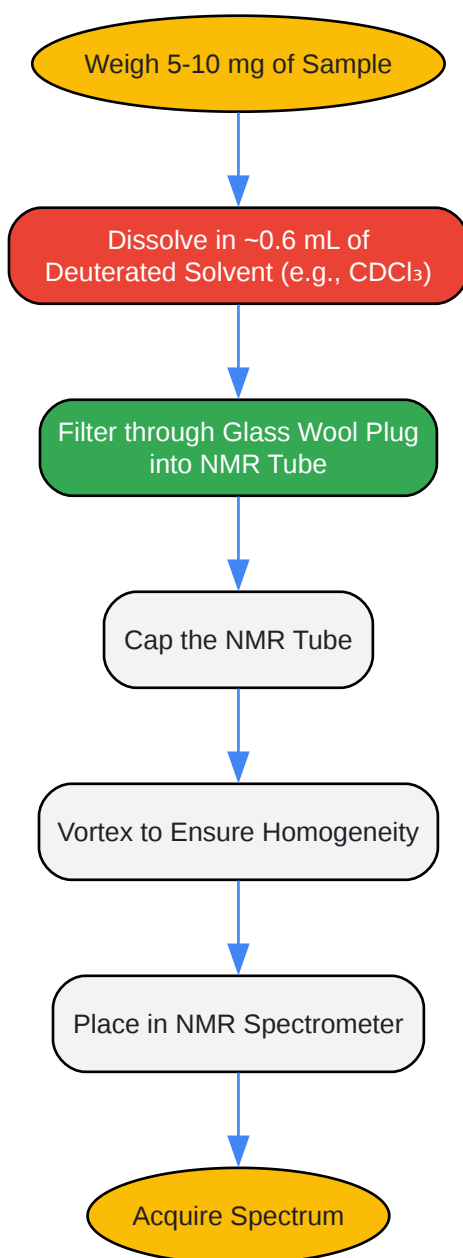 Weigh 5-10 mg of Sample
Dissolve in ~0.6 mL of
Deuterated Solvent (e.g., CDCl₃)
Filter through Glass Wool Plug
into NMR Tube
Cap the NMR Tube
Vortex to Ensure Homogeneity
Place in NMR Spectrometer
Acquire Spectrum